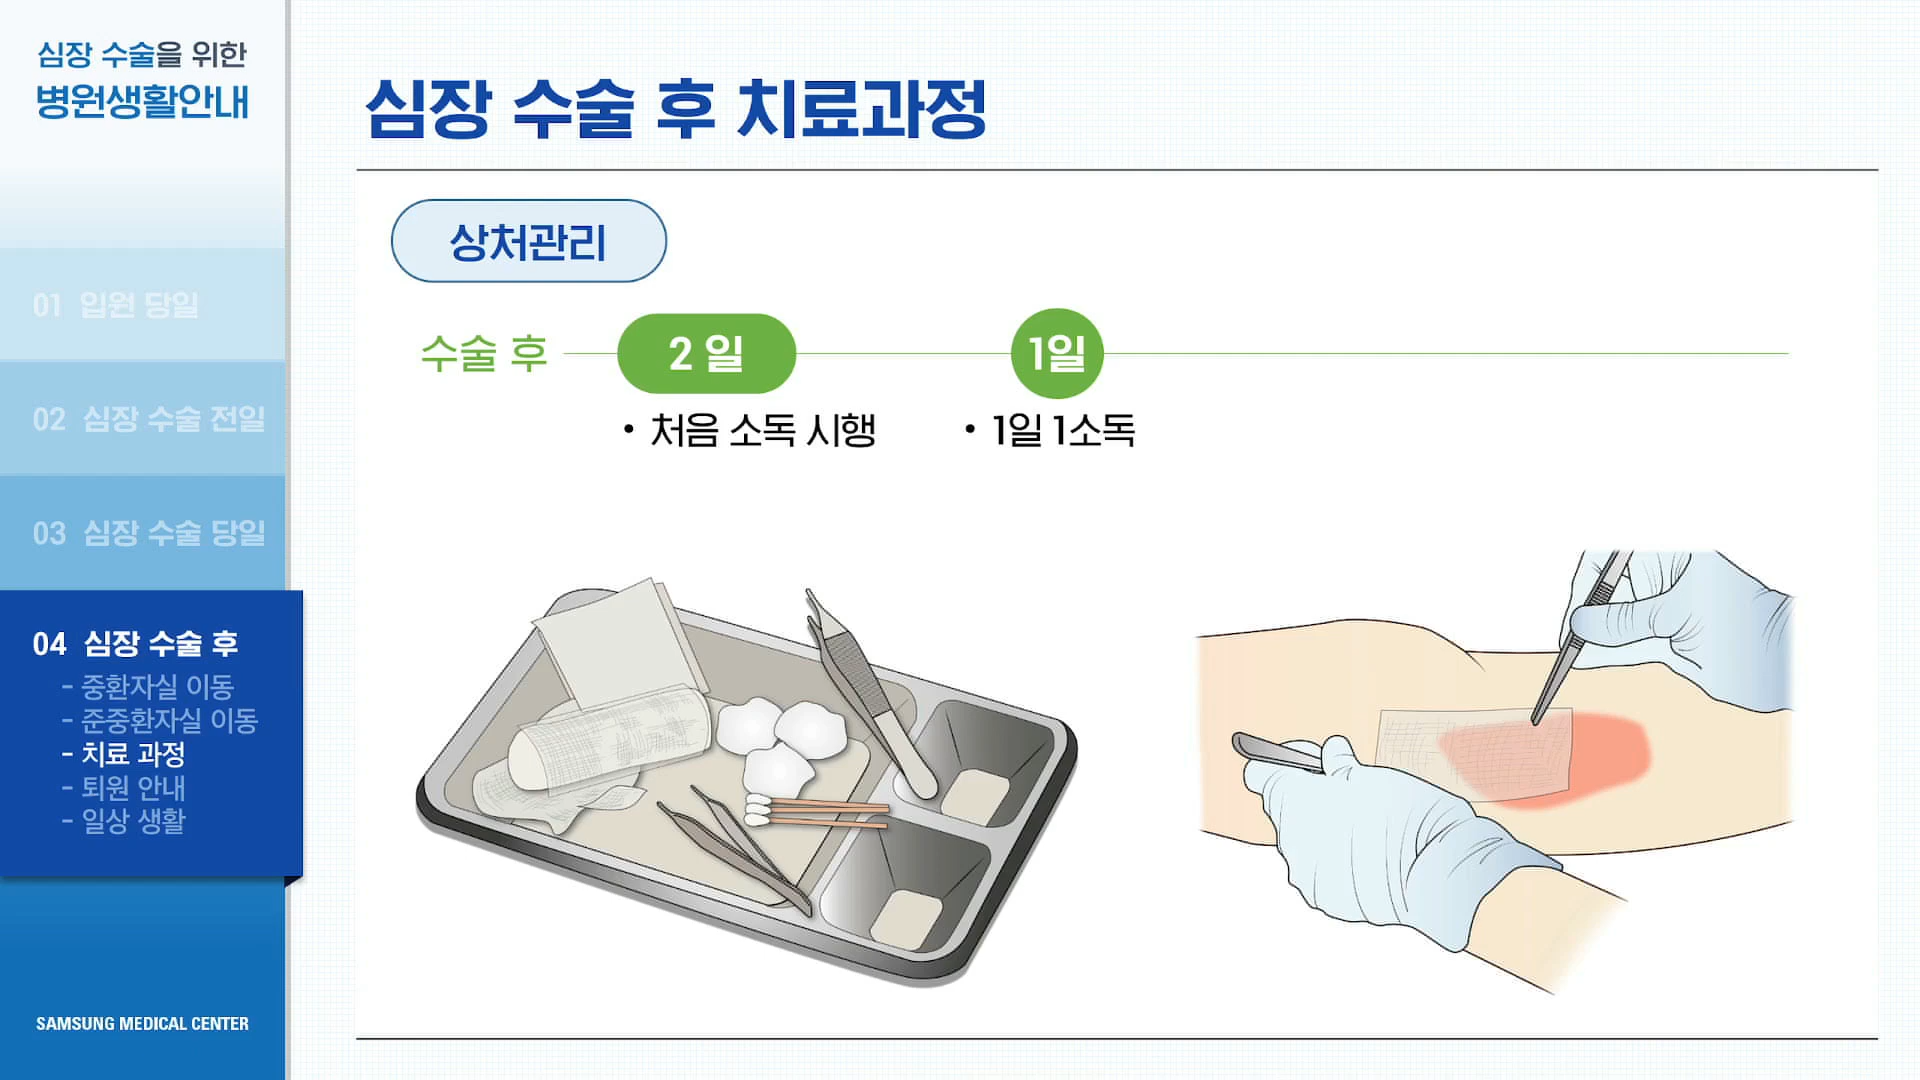 심장 수술을 위한
병원생활안내
01 입원 당일
02 심장 수술 전일
03 심장 수술 당일
04 심장 수술 후
- 중환자실 이동
- 준중환자실 이동
- 치료 과정
- 퇴원 안내
- 일상 생활
SAMSUNG MEDICAL CENTER
심장 수술 후 치료과정
상처관리
수술 후 2 일 1일
• 처음 소독 시행 • 1일 1소독